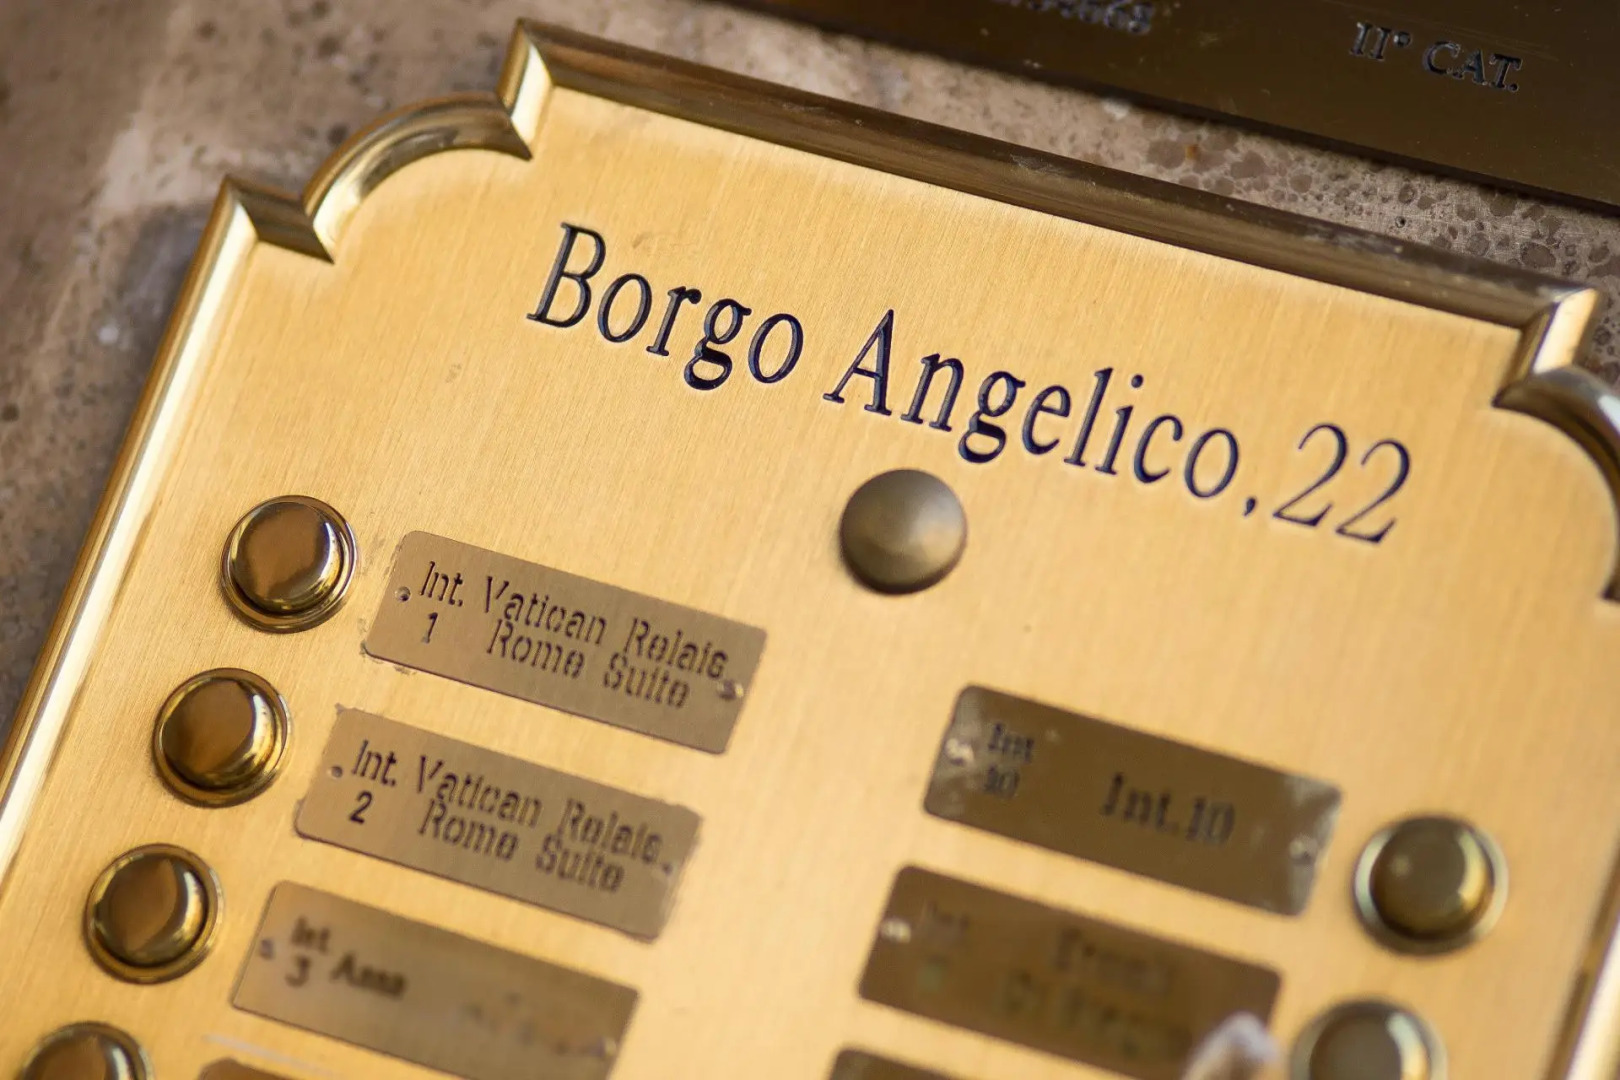 II° CAT.
Borgo Angelico, 22
Int. Vatican Relais
1 Rome Suite
Int. Vatican Relais
2 Rome Suite
Int
3
Int
10 Int.10